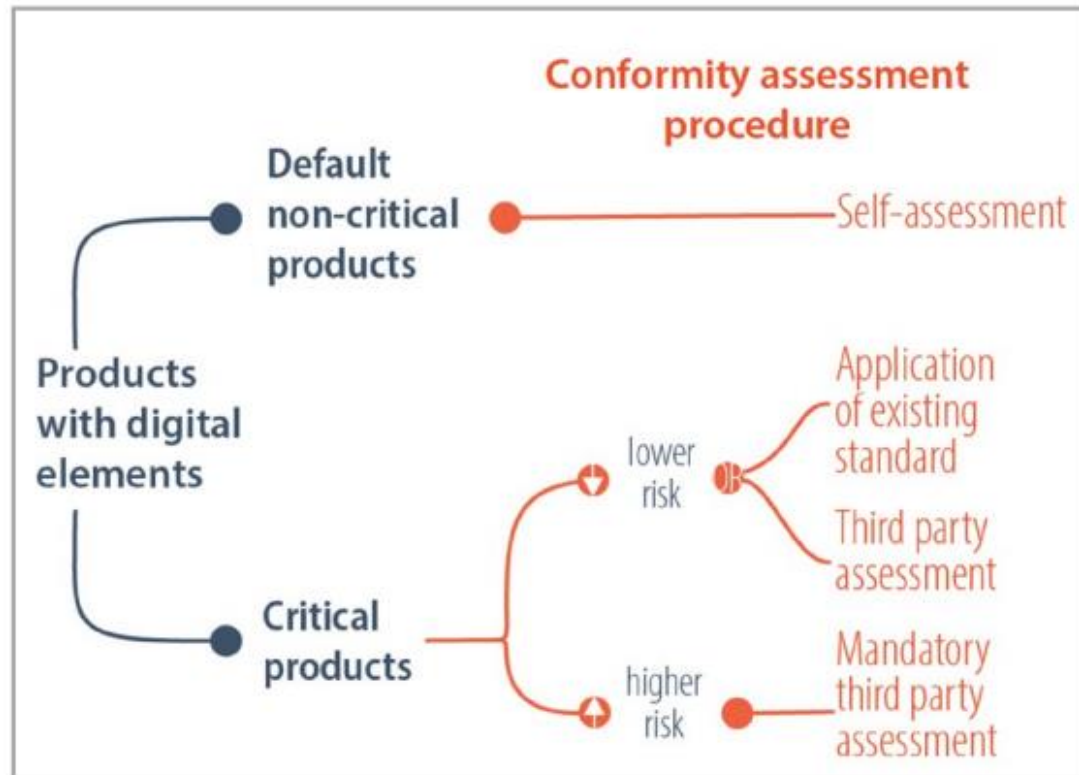 Conformity assessment
procedure
Default
non-critical
products
Self-assessment
Products
with digital
elements
Application
of existing
standard
lower
risk
OR
Third party
assessment
Critical
products
higher
risk
Mandatory
third party
assessment